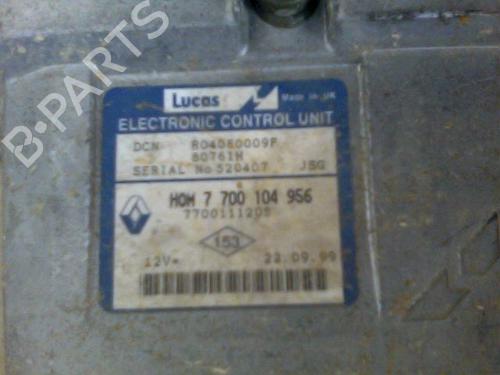 B-PARTS
Lucas
Made in UK
ELECTRONIC CONTROL UNIT
DCN R04080009F
80761H
SERIAL No 520407 JSG
HOM 7 700 104 956
7700111205
153
12V= 22.09.99